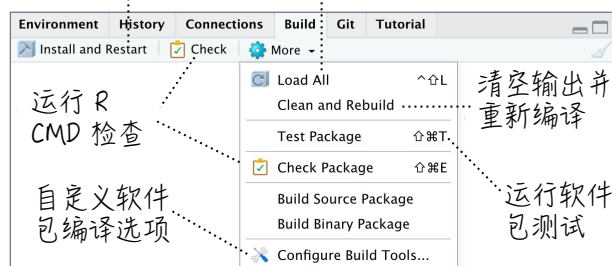 Environment History Connections Build Git Tutorial
Install and Restart Check More
Load All ^⇧L
Clean and Rebuild
清空输出并
重新编译
运行 R
CMD 检查
Test Package ⇧⌘T
Check Package ⇧⌘E
运行软件
包测试
自定义软件
包编译选项
Build Source Package
Build Binary Package
Configure Build Tools...